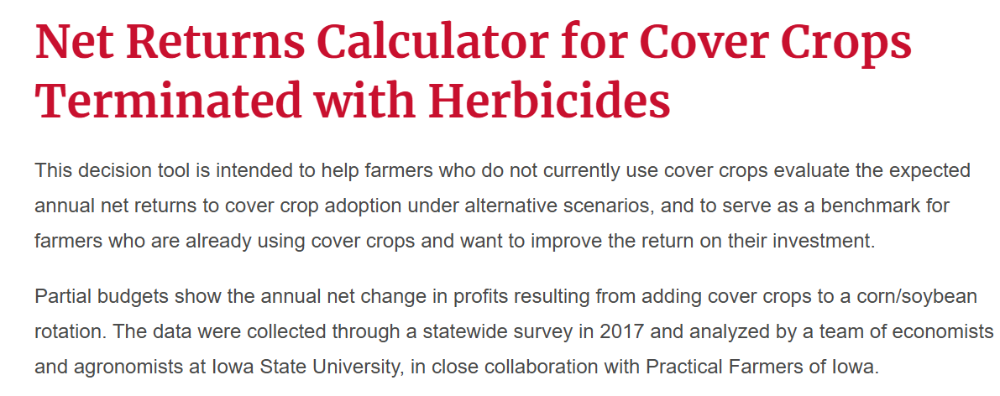 Net Returns Calculator for Cover Crops
Terminated with Herbicides
This decision tool is intended to help farmers who do not currently use cover crops evaluate the expected
annual net returns to cover crop adoption under alternative scenarios, and to serve as a benchmark for
farmers who are already using cover crops and want to improve the return on their investment.
Partial budgets show the annual net change in profits resulting from adding cover crops to a corn/soybean
rotation. The data were collected through a statewide survey in 2017 and analyzed by a team of economists
and agronomists at Iowa State University, in close collaboration with Practical Farmers of Iowa.